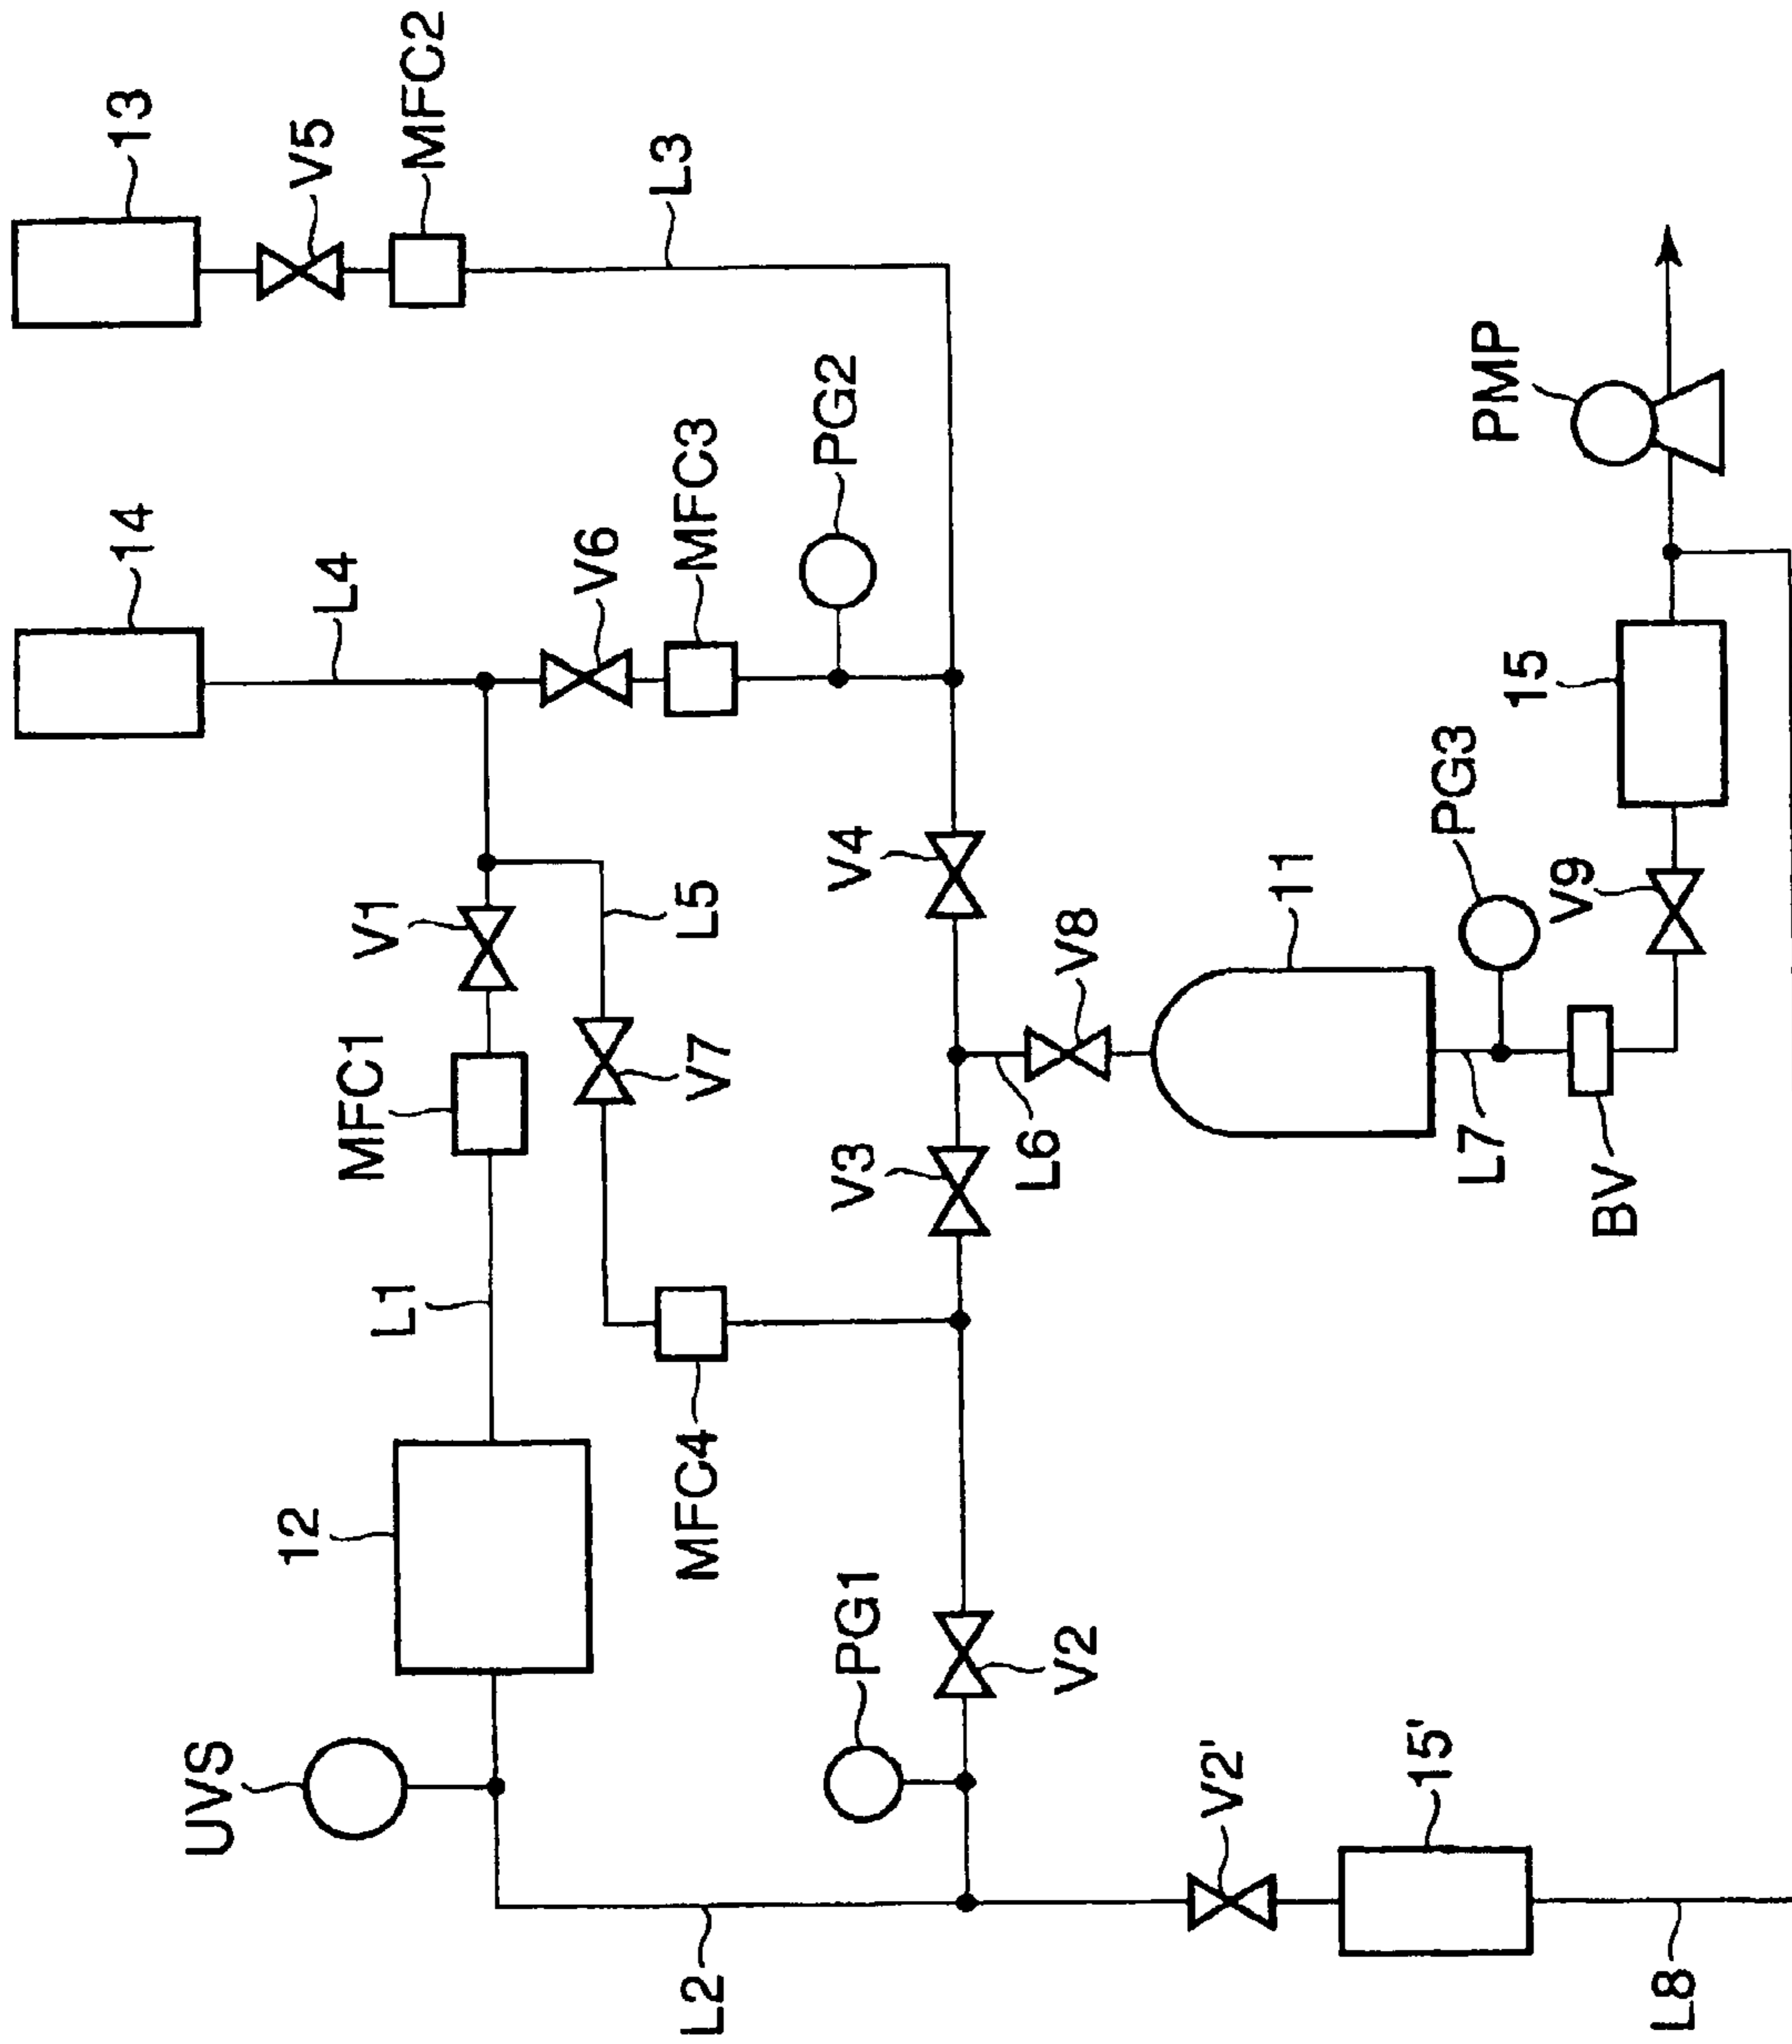 14
13
UVS
12
V5
L4
MFC1
V1
L1
MFC2
V6
L2
MFC4
V7
L5
MFC3
L3
PG1
V3
V4
PG2
L6
V2
V8
V2'
11
15'
L7
PG3
PMP
15
V9
BV
L8